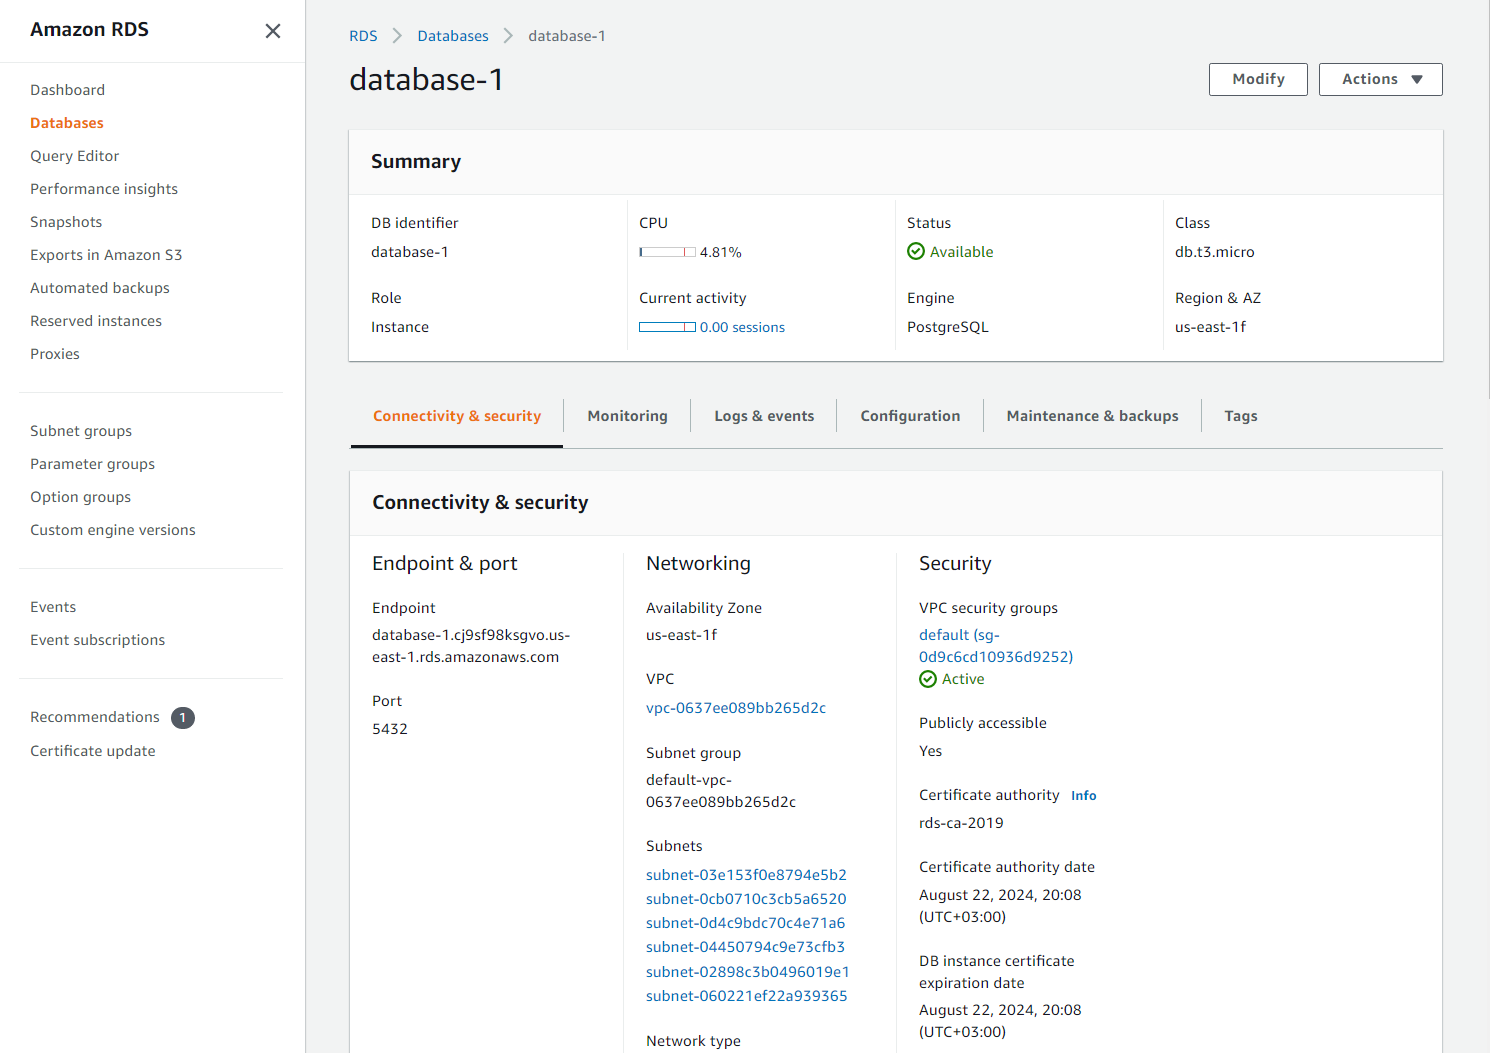 Amazon RDS
Dashboard
Databases
Query Editor
Performance insights
Snapshots
Exports in Amazon S3
Automated backups
Reserved instances
Proxies
Subnet groups
Parameter groups
Option groups
Custom engine versions
Events
Event subscriptions
Recommendations 1
Certificate update
RDS > Databases > database-1
database-1
Modify
Actions
Summary
DB identifier
database-1
Role
Instance
CPU
4.81%
Current activity
0.00 sessions
Status
Available
Engine
PostgreSQL
Class
db.t3.micro
Region & AZ
us-east-1f
Connectivity & security
Monitoring
Logs & events
Configuration
Maintenance & backups
Tags
Connectivity & security
Endpoint & port
Endpoint
database-1.cj9sf98ksgvo.us-
east-1.rds.amazonaws.com
Port
5432
Networking
Availability Zone
us-east-1f
VPC
vpc-0637ee089bb265d2c
Subnet group
default-vpc-
0637ee089bb265d2c
Subnets
subnet-03e153f0e8794e5b2
subnet-0cb0710c3cb5a6520
subnet-0d4c9bdc70c4e71a6
subnet-04450794c9e73cfb3
subnet-02898c3b0496019e1
subnet-060221ef22a939365
Network type
Security
VPC security groups
default (sg-
0d9c6cd10936d9252)
Active
Publicly accessible
Yes
Certificate authority Info
rds-ca-2019
Certificate authority date
August 22, 2024, 20:08
(UTC+03:00)
DB instance certificate
expiration date
August 22, 2024, 20:08
(UTC+03:00)